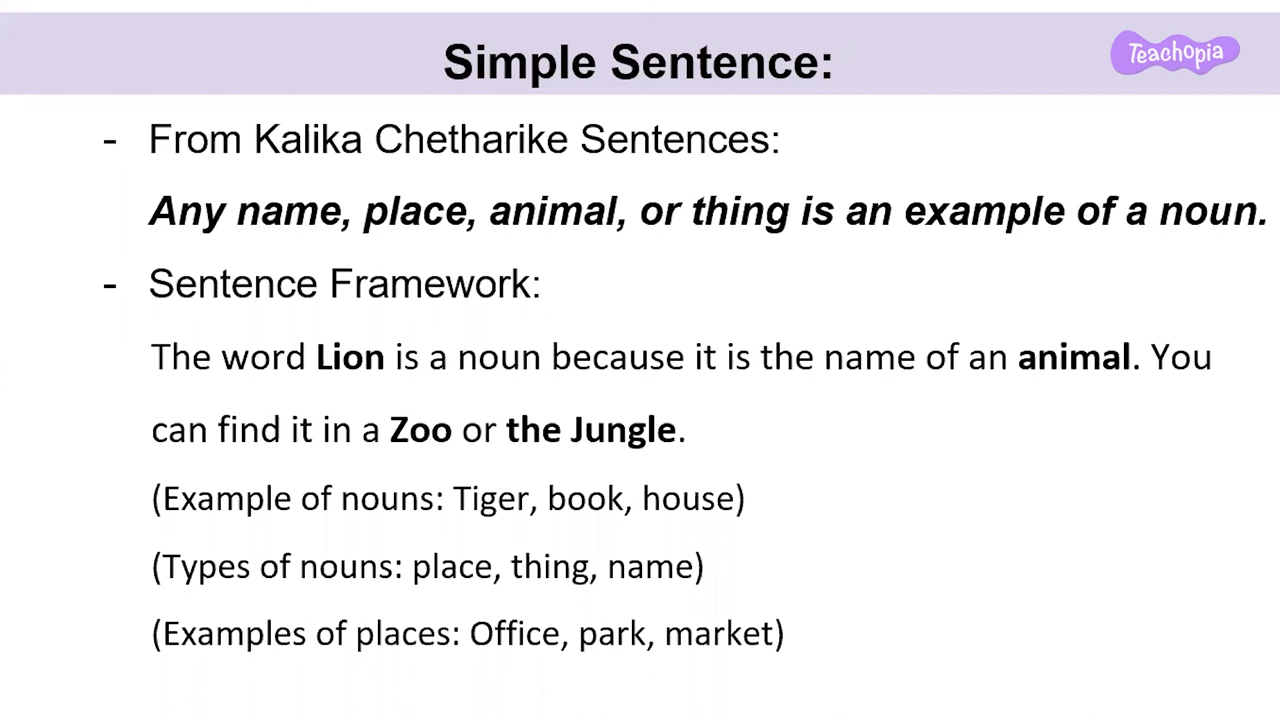 Simple Sentence:
Teachopia
- From Kalika Chetharike Sentences:
Any name, place, animal, or thing is an example of a noun.
- Sentence Framework:
The word Lion is a noun because it is the name of an animal. You
can find it in a Zoo or the Jungle.
(Example of nouns: Tiger, book, house)
(Types of nouns: place, thing, name)
(Examples of places: Office, park, market)